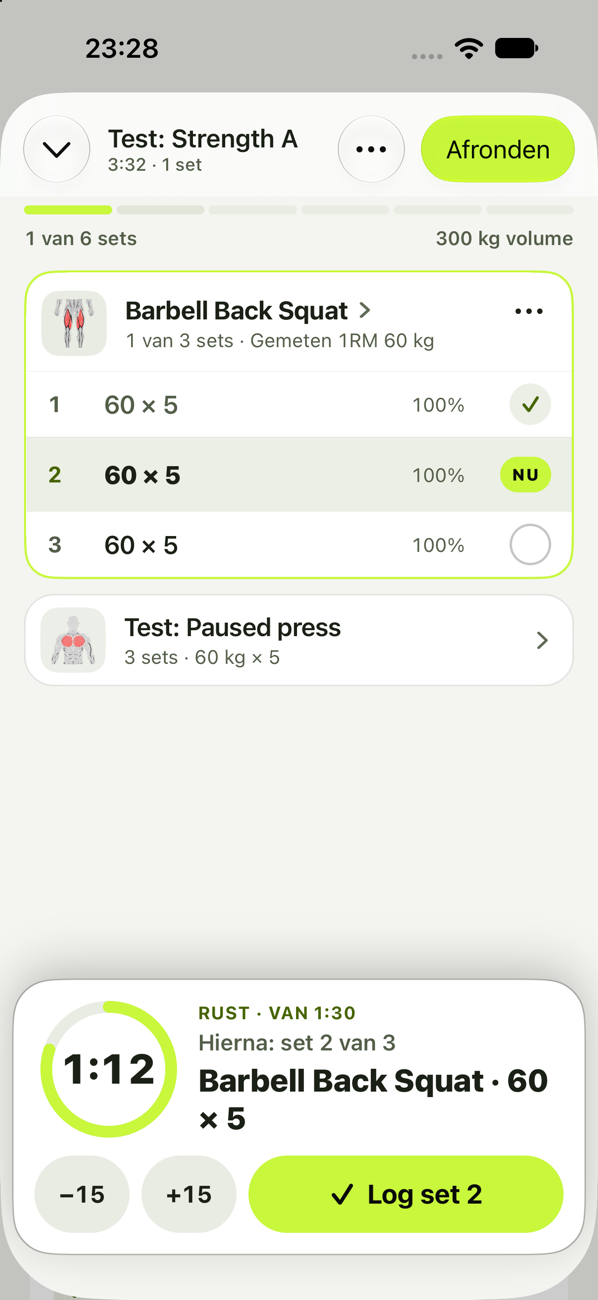 23:28
Test: Strength A
3:32 · 1 set
Afronden
1 van 6 sets
300 kg volume
Barbell Back Squat
1 van 3 sets · Gemeten 1RM 60 kg
1 60 × 5 100%
2 60 × 5 100% NU
3 60 × 5 100%
Test: Paused press
3 sets · 60 kg × 5
1:12
RUST · VAN 1:30
Hierna: set 2 van 3
Barbell Back Squat · 60
× 5
−15
+15
Log set 2